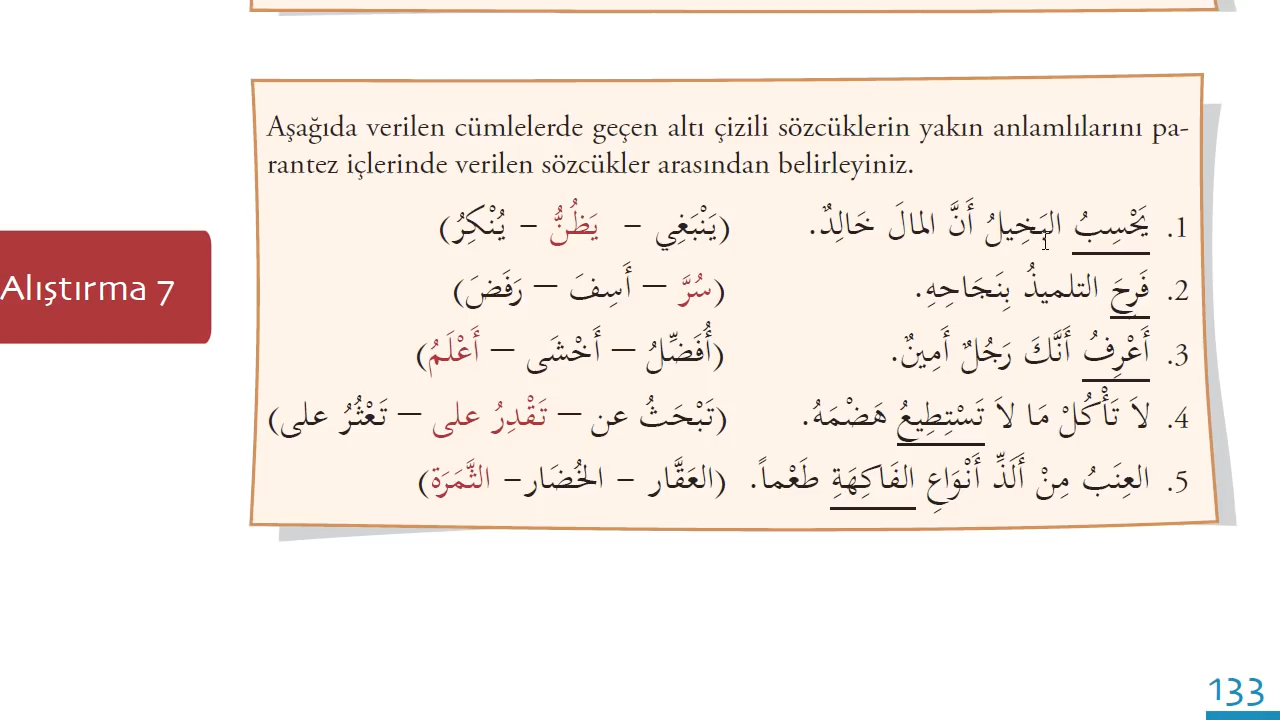 Aşağıda verilen cümlelerde geçen altı çizili sözcüklerin yakın anlamlılarını pa-
rantez içlerinde verilen sözcükler arasından belirleyiniz.
1. يَحْسِبُ البَخِيلُ أَنَّ المالَ خَالِدٌ. (يَنْبَغِي – يَظُنُّ – يُنْكِرُ)
2. فَرِحَ التلميذُ بِنَجَاحِهِ. (سُرَّ – أَسِفَ – رَفَضَ)
3. أَعْرِفُ أَنَّكَ رَجُلٌ أَمِينٌ. (أُفَضِّلُ – أَخْشَى – أَعْلَمُ)
4. لاَ تَأْكُلْ مَا لاَ تَسْتِطِيعُ هَضْمَهُ. (تَبْحَثُ عن – تَقْدِرُ على – تَعْثُرُ على)
5. العِنَبُ مِنْ أَلَذِّ أَنْوَاعِ الفَاكِهَةِ طَعْماً. (العَقَّار – الخُضَار– الثَّمَرَة)
Alıştırma 7
133